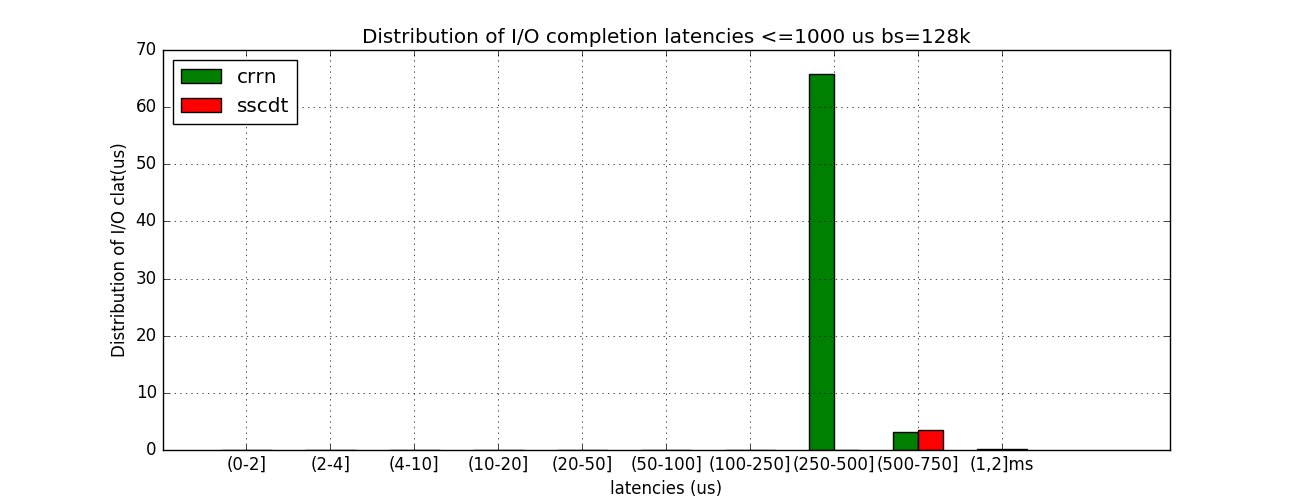 Distribution of I/O completion latencies <=1000 us bs=128k
70
60
50
40
30
20
10
0
Distribution of I/O clat(us)
crrn
sscdt
(0-2] (2-4] (4-10] (10-20] (20-50] (50-100] (100-250] (250-500] (500-750] (1,2]ms
latencies (us)